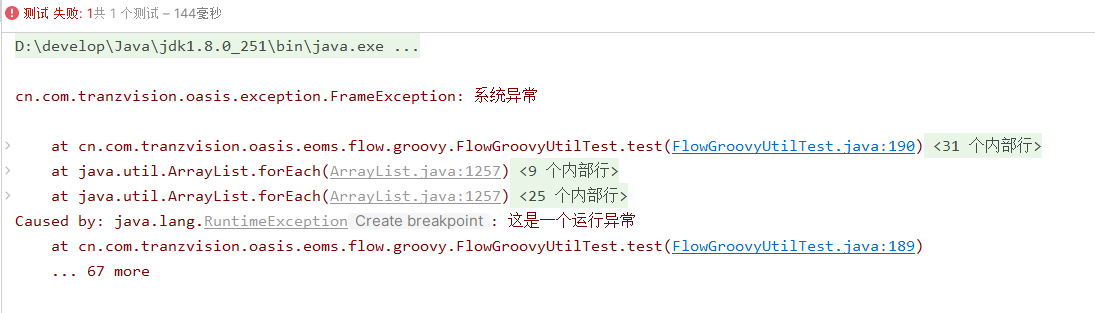 测试 失败: 1共 1 个测试 – 144毫秒
D:\develop\Java\jdk1.8.0_251\bin\java.exe ...
cn.com.tranzvision.oasis.exception.FrameException: 系统异常
at cn.com.tranzvision.oasis.eoms.flow.groovy.FlowGroovyUtilTest.test(FlowGroovyUtilTest.java:190) <31 个内部行>
at java.util.ArrayList.forEach(ArrayList.java:1257) <9 个内部行>
at java.util.ArrayList.forEach(ArrayList.java:1257) <25 个内部行>
Caused by: java.lang.RuntimeException Create breakpoint : 这是一个运行异常
at cn.com.tranzvision.oasis.eoms.flow.groovy.FlowGroovyUtilTest.test(FlowGroovyUtilTest.java:189)
... 67 more